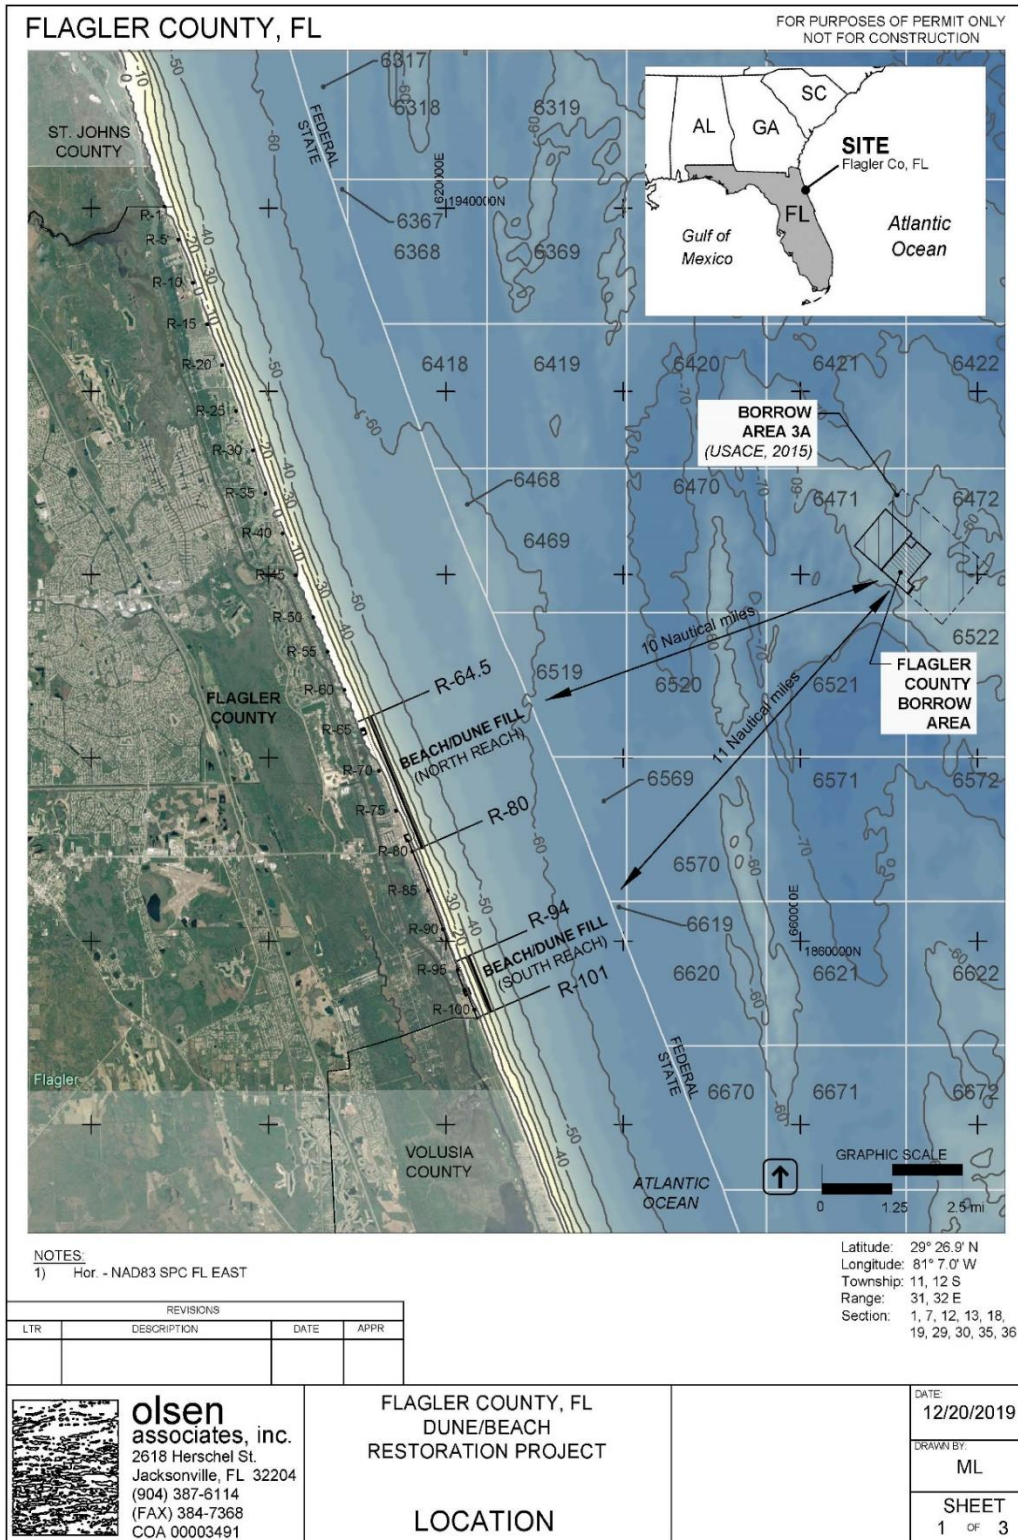 FLAGLER COUNTY, FL
FOR PURPOSES OF PERMIT ONLY
NOT FOR CONSTRUCTION
ST. JOHNS
COUNTY
FEDERAL
STATE
6317
6318
6319
620000E
1940000N
6367
6368
6369
6418
6419
6420
6421
6422
AL
GA
SC
SITE
Flagler Co, FL
FL
Gulf of
Mexico
Atlantic
Ocean
BORROW
AREA 3A
(USACE, 2015)
6468
6469
6470
6471
6472
R-1
R-5
R-10
R-15
R-20
R-25
R-30
R-35
R-40
R-45
R-50
R-55
R-60
R-65
R-70
R-75
R-80
R-85
R-90
R-95
R-100
10 Nautical miles
11 Nautical miles
6519
6520
6521
6522
FLAGLER
COUNTY
BORROW
AREA
FLAGLER
COUNTY
R-64.5
BEACH/DUNE FILL
(NORTH REACH)
R-80
6569
6570
6571
6572
R-94
BEACH/DUNE FILL
(SOUTH REACH)
R-101
6619
6620
6621
6622
660000E
1860000N
FEDERAL
STATE
6670
6671
6672
Flagler
VOLUSIA
COUNTY
ATLANTIC
OCEAN
GRAPHIC SCALE
0 1.25 2.5 mi
NOTES:
1) Hor. - NAD83 SPC FL EAST
Latitude: 29° 26.9' N
Longitude: 81° 7.0' W
Township: 11, 12 S
Range: 31, 32 E
Section: 1, 7, 12, 13, 18,
19, 29, 30, 35, 36
REVISIONS
LTR DESCRIPTION DATE APPR
olsen
associates, inc.
2618 Herschel St.
Jacksonville, FL 32204
(904) 387-6114
(FAX) 384-7368
COA 00003491
FLAGLER COUNTY, FL
DUNE/BEACH
RESTORATION PROJECT
LOCATION
DATE:
12/20/2019
DRAWN BY:
ML
SHEET
1 OF 3